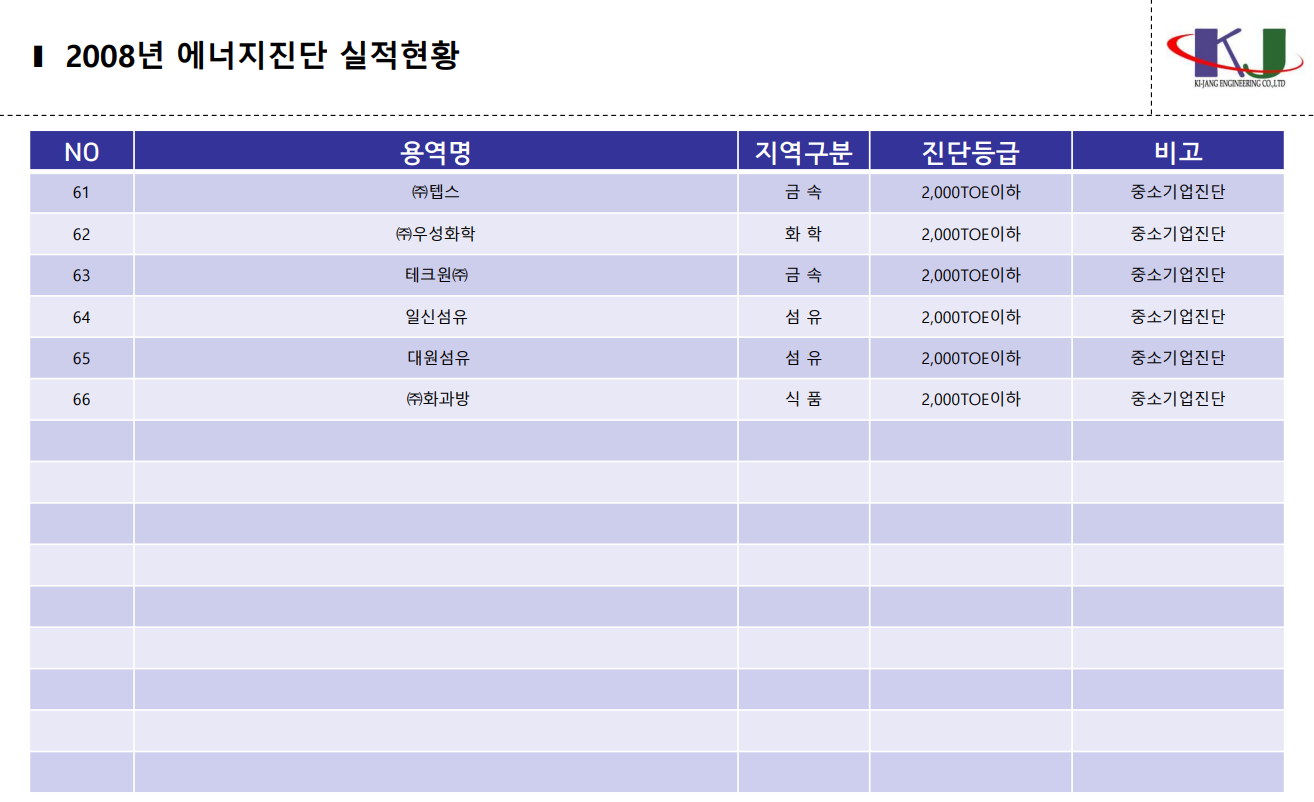 2008년 에너지진단 실적현황
KJ
KI-JANG ENGINEERING CO.,LTD
NO 용역명 지역구분 진단등급 비고
61 ㈜텝스 금 속 2,000TOE이하 중소기업진단
62 ㈜우성화학 화 학 2,000TOE이하 중소기업진단
63 테크원㈜ 금 속 2,000TOE이하 중소기업진단
64 일신섬유 섬 유 2,000TOE이하 중소기업진단
65 대원섬유 섬 유 2,000TOE이하 중소기업진단
66 ㈜화과방 식 품 2,000TOE이하 중소기업진단